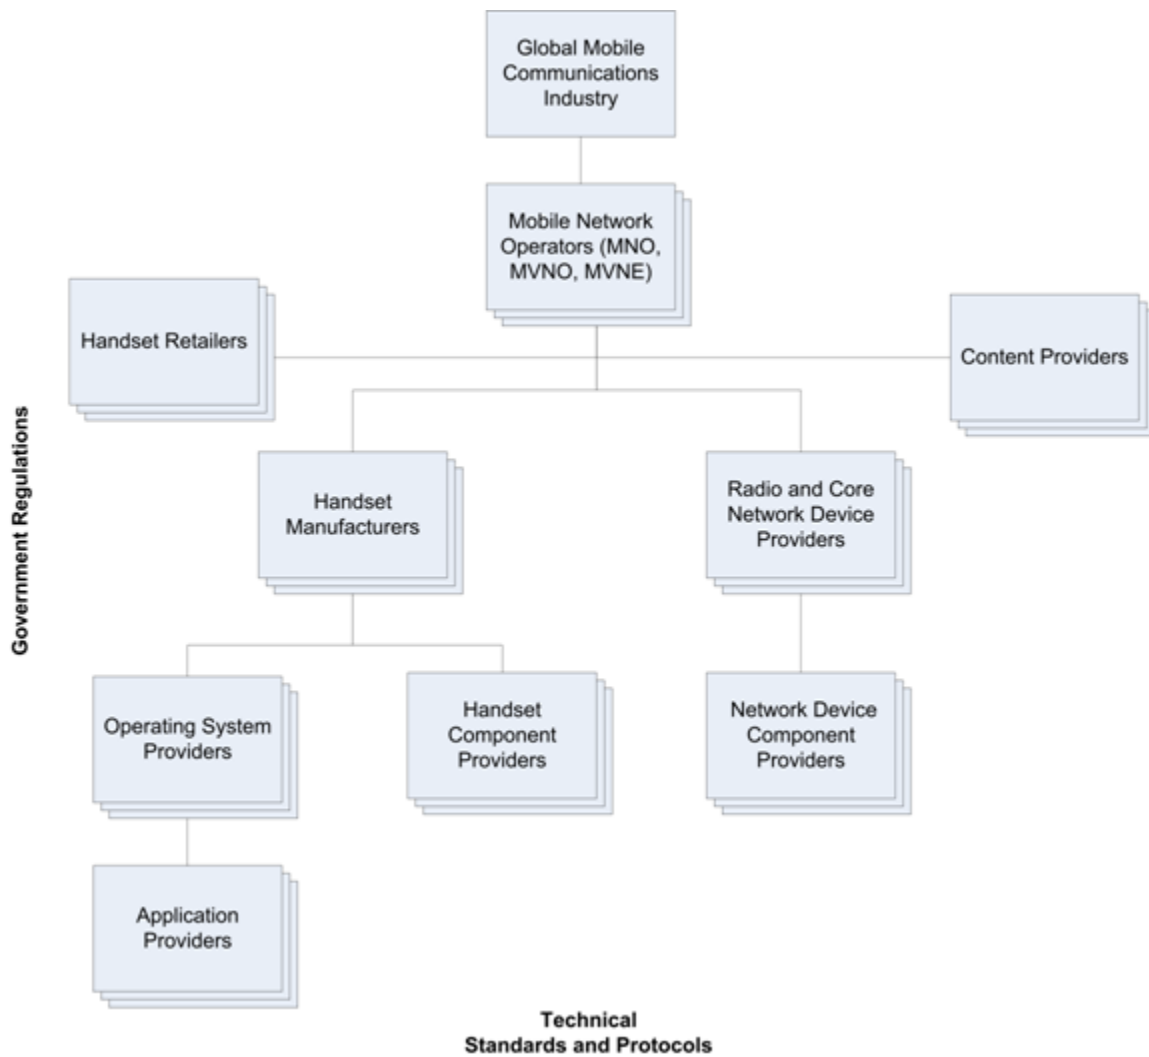 Global Mobile
Communications
Industry
Mobile Network
Operators (MNO,
MVNO, MVNE)
Handset Retailers
Content Providers
Government Regulations
Handset
Manufacturers
Radio and Core
Network Device
Providers
Operating System
Providers
Handset
Component
Providers
Network Device
Component
Providers
Application
Providers
Technical
Standards and Protocols